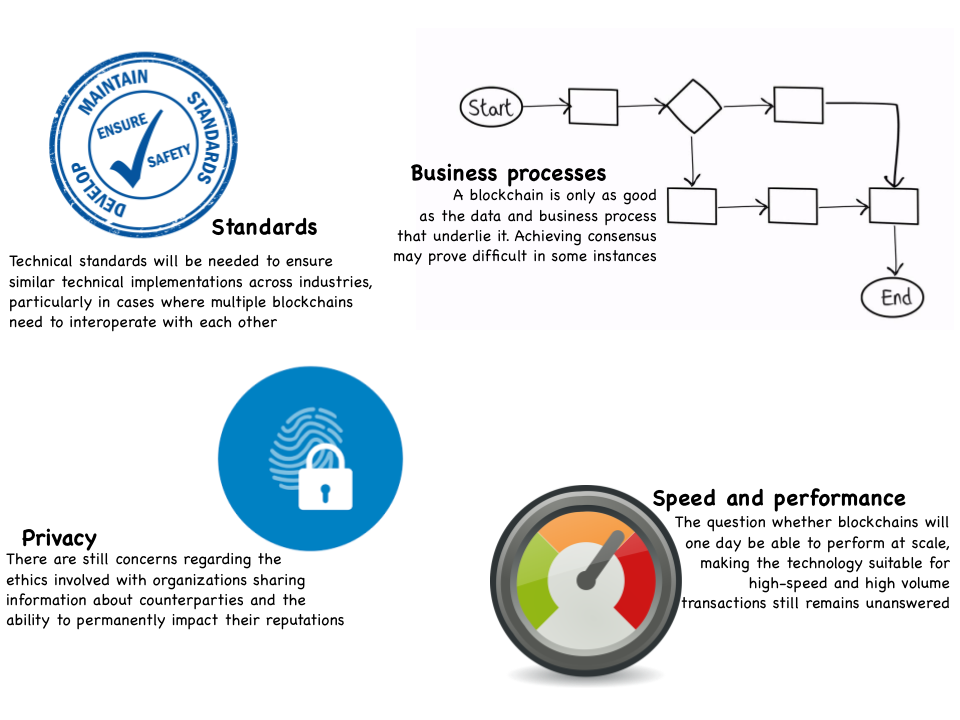 MAINTAIN
STANDARDS
DEVELOP
ENSURE
SAFETY
Standards
Technical standards will be needed to ensure
similar technical implementations across industries,
particularly in cases where multiple blockchains
need to interoperate with each other
Start
End
Business processes
A blockchain is only as good
as the data and business process
that underlie it. Achieving consensus
may prove difficult in some instances
Privacy
There are still concerns regarding the
ethics involved with organizations sharing
information about counterparties and the
ability to permanently impact their reputations
Speed and performance
The question whether blockchains will
one day be able to perform at scale,
making the technology suitable for
high-speed and high volume
transactions still remains unanswered